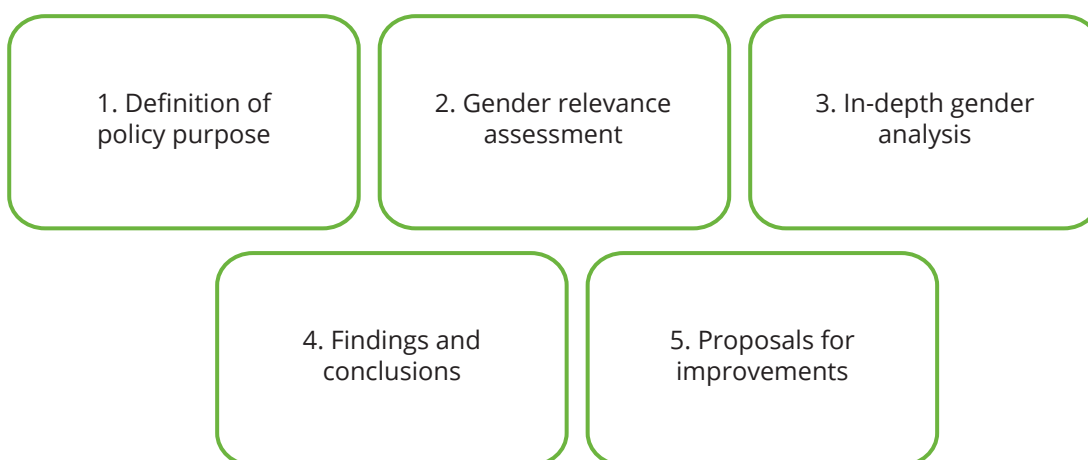 1. Definition of
policy purpose
2. Gender relevance
assessment
3. In-depth gender
analysis
4. Findings and
conclusions
5. Proposals for
improvements